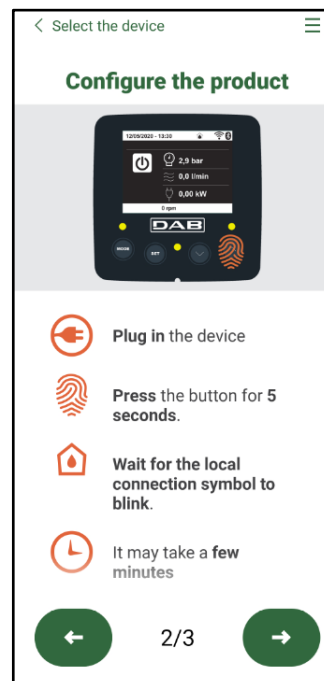 Select the device
Configure the product
12/05/2020 - 13:30
2,9 bar
0,0 l/min
0,00 kW
0 rpm
DAB
MODE
SET
Plug in the device
Press the button for 5
seconds.
Wait for the local
connection symbol to
blink.
It may take a few
minutes
2/3